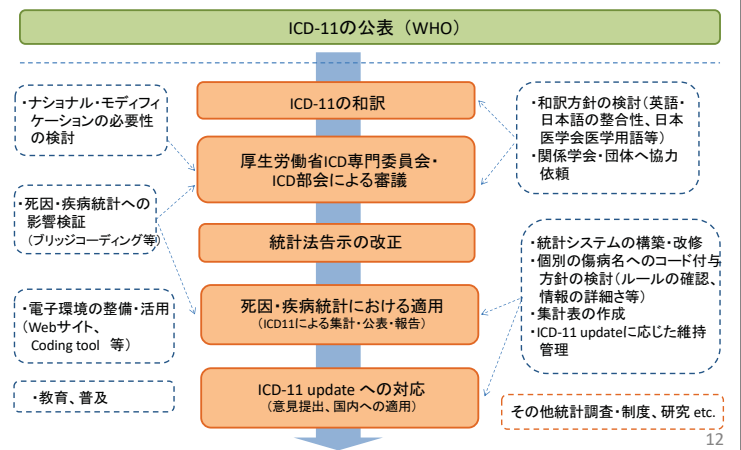 ICD-11の公表（WHO）
ICD-11の和訳
・ナショナル・モディフィ
ケーションの必要性
の検討
・和訳方針の検討（英語・
日本語の整合性、日本
医学会医学用語等）
・関係学会・団体へ協力
依頼
厚生労働省ICD専門委員会・
ICD部会による審議
・死因・疾病統計への
影響検証
（ブリッジコーディング等）
統計法告示の改正
・統計システムの構築・改修
・個別の傷病名へのコード付与
方針の検討（ルールの確認、
情報の詳細さ等）
・集計表の作成
・ICD-11 updateに応じた維持
管理
死因・疾病統計における適用
（ICD11による集計・公表・報告）
・電子環境の整備・活用
（Webサイト、
Coding tool 等）
ICD-11 update への対応
（意見提出、国内への適用）
・教育、普及
その他統計調査・制度、研究 etc.
12